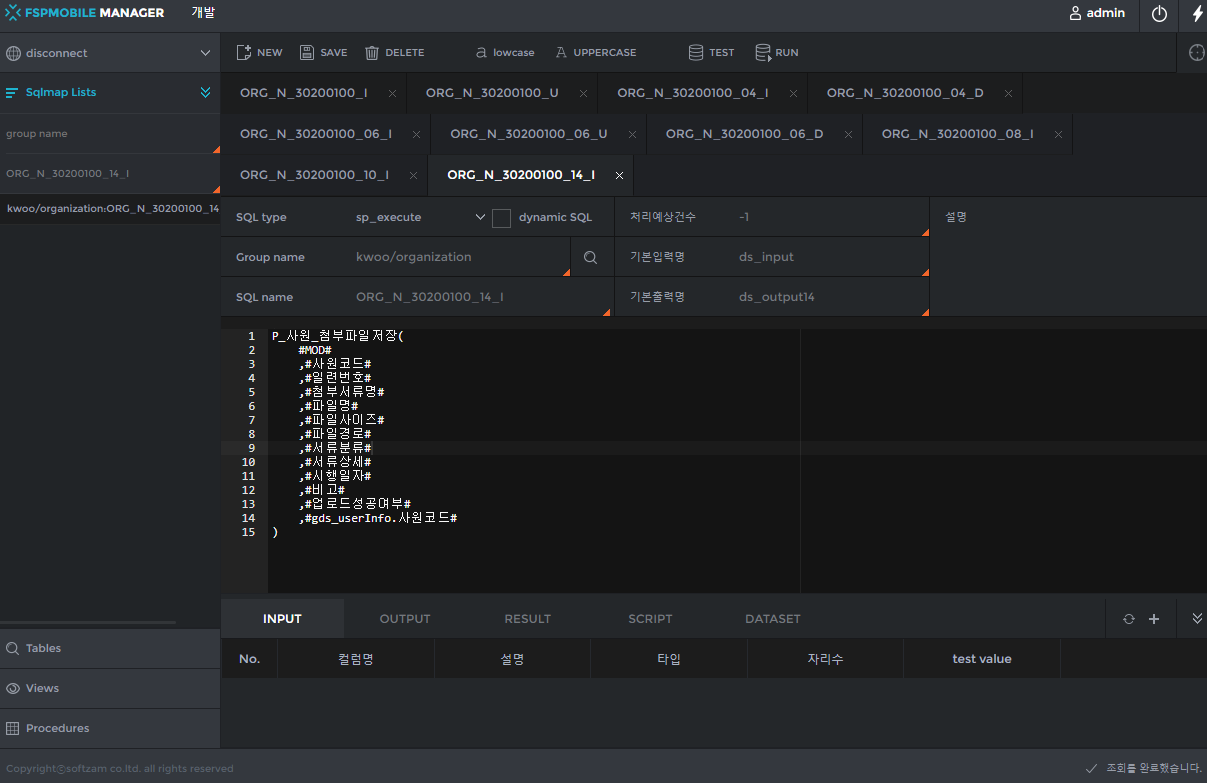 FSPMOBILE MANAGER 개발 admin
disconnect
NEW SAVE DELETE lowcase UPPERCASE TEST RUN
Sqlmap Lists
ORG_N_30200100_I ORG_N_30200100_U ORG_N_30200100_04_I ORG_N_30200100_04_D
group name
ORG_N_30200100_06_I ORG_N_30200100_06_U ORG_N_30200100_06_D ORG_N_30200100_08_I
ORG_N_30200100_14_I
ORG_N_30200100_10_I ORG_N_30200100_14_I
kwoo/organization:ORG_N_30200100_14
SQL type sp_execute dynamic SQL 처리예상건수 -1 설명
Group name kwoo/organization 기본입력명 ds_input
SQL name ORG_N_30200100_14_I 기본출력명 ds_output14
1 P_사원_첨부파일저장(
2 #MOD#
3 ,#사원코드#
4 ,#일련번호#
5 ,#첨부서류명#
6 ,#파일명#
7 ,#파일사이즈#
8 ,#파일경로#
9 ,#서류분류#
10 ,#서류상세#
11 ,#시행일자#
12 ,#비고#
13 ,#업로드성공여부#
14 ,#gds_userInfo.사원코드#
15 )
INPUT OUTPUT RESULT SCRIPT DATASET
No. 컬럼명 설명 타입 자리수 test value
Tables
Views
Procedures
Copyright©softzam co.ltd. all rights reserved
조회를 완료했습니다.